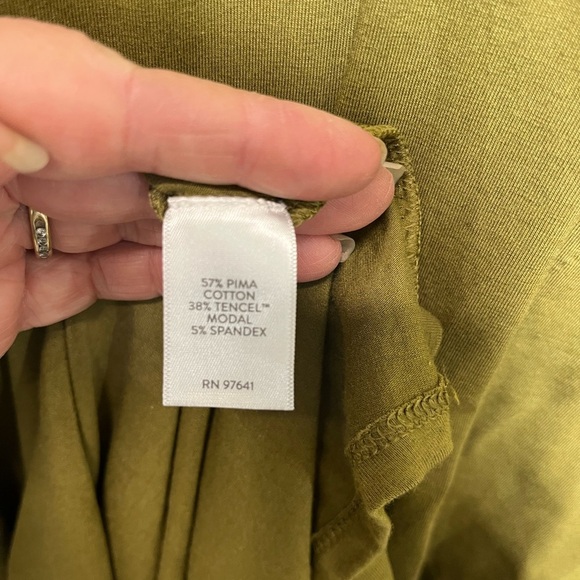 57% PIMA
COTTON
38% TENCEL™
MODAL
5% SPANDEX
RN 97641